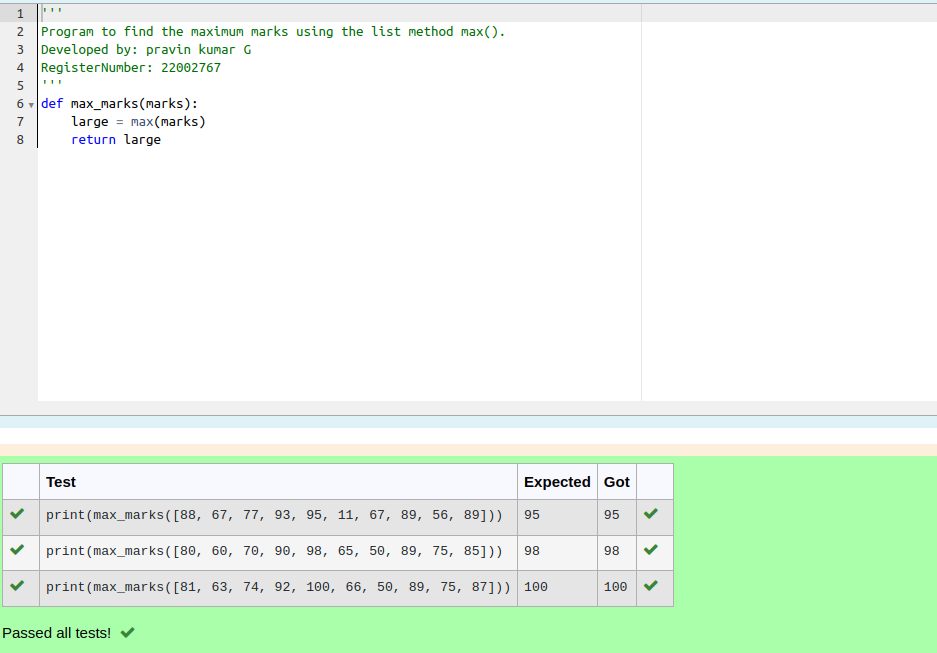 1 '''
2 Program to find the maximum marks using the list method max().
3 Developed by: pravin kumar G
4 RegisterNumber: 22002767
5 '''
6 def max_marks(marks):
7     large = max(marks)
8     return large
Test Expected Got
print(max_marks([88, 67, 77, 93, 95, 11, 67, 89, 56, 89])) 95 95
print(max_marks([80, 60, 70, 90, 98, 65, 50, 89, 75, 85])) 98 98
print(max_marks([81, 63, 74, 92, 100, 66, 50, 89, 75, 87])) 100 100
Passed all tests!